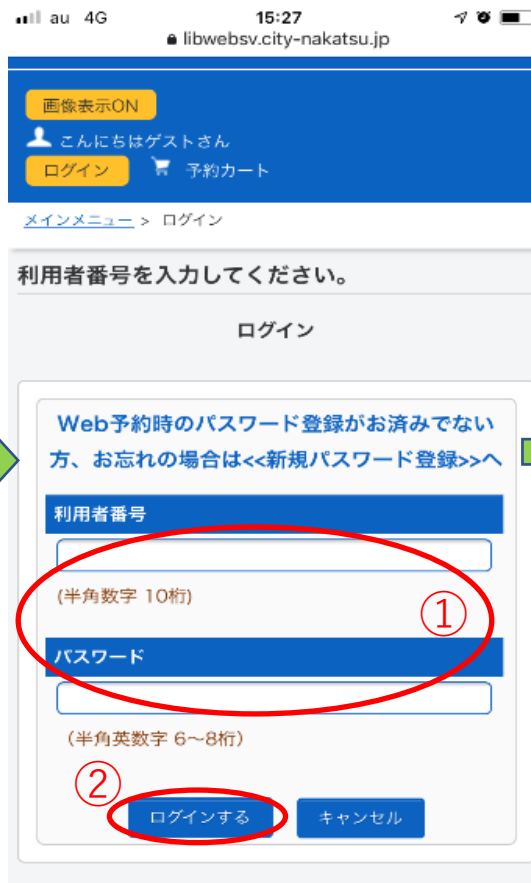 au 4G 15:27
libwebsv.city-nakatsu.jp
画像表示ON
こんにちはゲストさん
ログイン 予約カート
メインメニュー > ログイン
利用者番号を入力してください。
ログイン
Web予約時のパスワード登録がお済みでない
方、お忘れの場合は<<新規パスワード登録>>へ
利用者番号
(半角数字 10桁)
①
パスワード
（半角英数字 6～8桁）
②
ログインする キャンセル